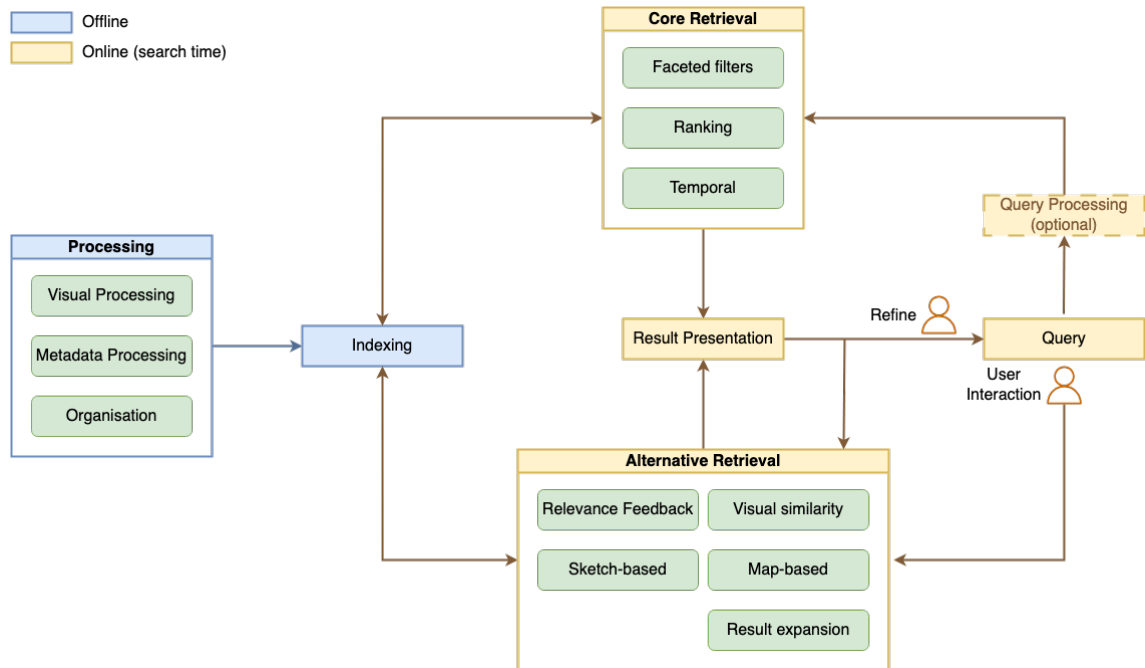 Offline
Online (search time)
Core Retrieval
Faceted filters
Ranking
Temporal
Query Processing
(optional)
Processing
Visual Processing
Metadata Processing
Organisation
Indexing
Result Presentation
Refine
Query
User
Interaction
Alternative Retrieval
Relevance Feedback
Visual similarity
Sketch-based
Map-based
Result expansion